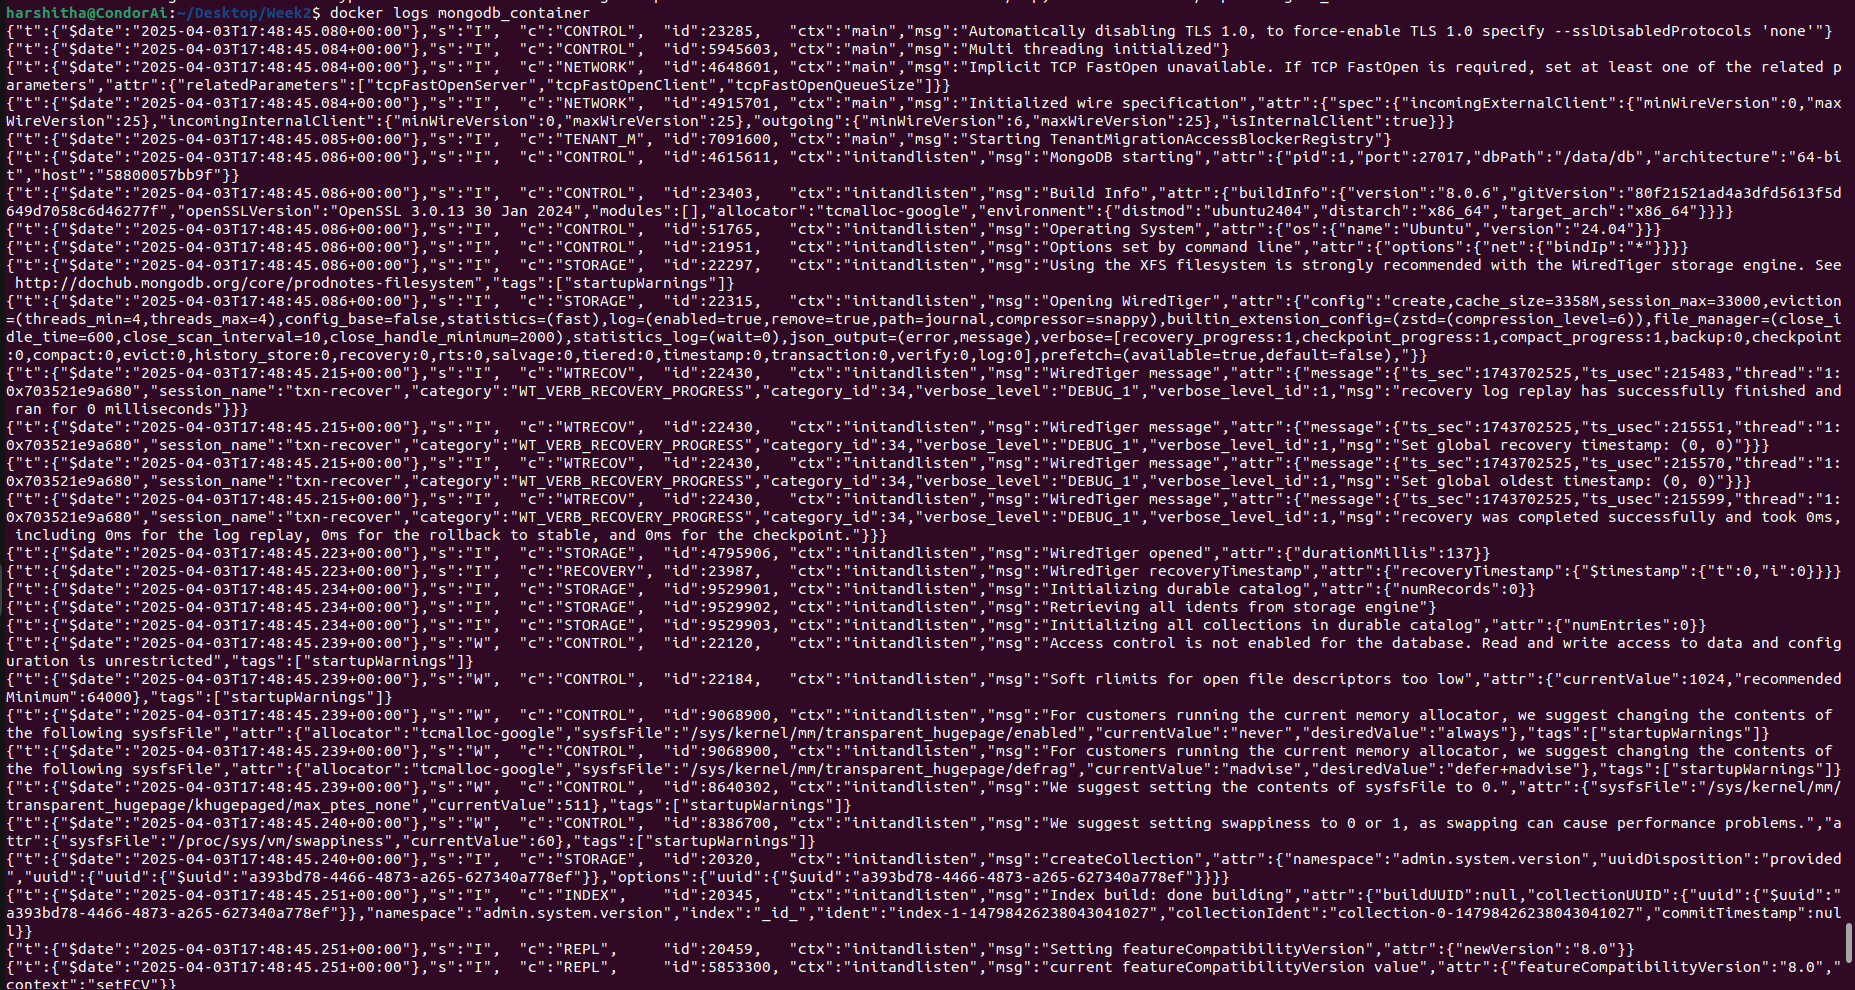 harshitha@CondorAi:~/Desktop/Week2$ docker logs mongodb_container
{"t":{"$date":"2025-04-03T17:48:45.080+00:00"},"s":"I",  "c":"CONTROL",  "id":23285,   "ctx":"main","msg":"Automatically disabling TLS 1.0, to force-enable TLS 1.0 specify --sslDisabledProtocols 'none'"}
{"t":{"$date":"2025-04-03T17:48:45.084+00:00"},"s":"I",  "c":"CONTROL",  "id":5945603, "ctx":"main","msg":"Multi threading initialized"}
{"t":{"$date":"2025-04-03T17:48:45.084+00:00"},"s":"I",  "c":"NETWORK",  "id":4648601, "ctx":"main","msg":"Implicit TCP FastOpen unavailable. If TCP FastOpen is required, set at least one of the related p
arameters","attr":{"relatedParameters":["tcpFastOpenServer","tcpFastOpenClient","tcpFastOpenQueueSize"]}}
{"t":{"$date":"2025-04-03T17:48:45.084+00:00"},"s":"I",  "c":"NETWORK",  "id":4915701, "ctx":"main","msg":"Initialized wire specification","attr":{"spec":{"incomingExternalClient":{"minWireVersion":0,"max
WireVersion":25},"incomingInternalClient":{"minWireVersion":0,"maxWireVersion":25},"outgoing":{"minWireVersion":6,"maxWireVersion":25},"isInternalClient":true}}}
{"t":{"$date":"2025-04-03T17:48:45.085+00:00"},"s":"I",  "c":"TENANT_M", "id":7091600, "ctx":"main","msg":"Starting TenantMigrationAccessBlockerRegistry"}
{"t":{"$date":"2025-04-03T17:48:45.086+00:00"},"s":"I",  "c":"CONTROL",  "id":4615611, "ctx":"initandlisten","msg":"MongoDB starting","attr":{"pid":1,"port":27017,"dbPath":"/data/db","architecture":"64-bi
t","host":"58800057bb9f"}}
{"t":{"$date":"2025-04-03T17:48:45.086+00:00"},"s":"I",  "c":"CONTROL",  "id":23403,   "ctx":"initandlisten","msg":"Build Info","attr":{"buildInfo":{"version":"8.0.6","gitVersion":"80f21521ad4a3dfd5613f5d
649d7058c6d46277f","openSSLVersion":"OpenSSL 3.0.13 30 Jan 2024","modules":[],"allocator":"tcmalloc-google","environment":{"distmod":"ubuntu2404","distarch":"x86_64","target_arch":"x86_64"}}}}
{"t":{"$date":"2025-04-03T17:48:45.086+00:00"},"s":"I",  "c":"CONTROL",  "id":51765,   "ctx":"initandlisten","msg":"Operating System","attr":{"os":{"name":"Ubuntu","version":"24.04"}}}
{"t":{"$date":"2025-04-03T17:48:45.086+00:00"},"s":"I",  "c":"CONTROL",  "id":21951,   "ctx":"initandlisten","msg":"Options set by command line","attr":{"options":{"net":{"bindIp":"*"}}}}
{"t":{"$date":"2025-04-03T17:48:45.086+00:00"},"s":"I",  "c":"STORAGE",  "id":22297,   "ctx":"initandlisten","msg":"Using the XFS filesystem is strongly recommended with the WiredTiger storage engine. See
 http://dochub.mongodb.org/core/prodnotes-filesystem","tags":["startupWarnings"]}
{"t":{"$date":"2025-04-03T17:48:45.086+00:00"},"s":"I",  "c":"STORAGE",  "id":22315,   "ctx":"initandlisten","msg":"Opening WiredTiger","attr":{"config":"create,cache_size=3358M,session_max=33000,eviction
=(threads_min=4,threads_max=4),config_base=false,statistics=(fast),log=(enabled=true,remove=true,path=journal,compressor=snappy),builtin_extension_config=(zstd=(compression_level=6)),file_manager=(close_i
dle_time=600,close_scan_interval=10,close_handle_minimum=2000),statistics_log=(wait=0),json_output=(error,message),verbose=[recovery_progress:1,checkpoint_progress:1,compact_progress:1,backup:0,checkpoint
:0,compact:0,evict:0,history_store:0,recovery:0,rts:0,salvage:0,tiered:0,timestamp:0,transaction:0,verify:0,log:0],prefetch=(available=true,default=false),"}}
{"t":{"$date":"2025-04-03T17:48:45.215+00:00"},"s":"I",  "c":"WTRECOV",  "id":22430,   "ctx":"initandlisten","msg":"WiredTiger message","attr":{"message":{"ts_sec":1743702525,"ts_usec":215483,"thread":"1:
0x703521e9a680","session_name":"txn-recover","category":"WT_VERB_RECOVERY_PROGRESS","category_id":34,"verbose_level":"DEBUG_1","verbose_level_id":1,"msg":"recovery log replay has successfully finished and
 ran for 0 milliseconds"}}}
{"t":{"$date":"2025-04-03T17:48:45.215+00:00"},"s":"I",  "c":"WTRECOV",  "id":22430,   "ctx":"initandlisten","msg":"WiredTiger message","attr":{"message":{"ts_sec":1743702525,"ts_usec":215551,"thread":"1:
0x703521e9a680","session_name":"txn-recover","category":"WT_VERB_RECOVERY_PROGRESS","category_id":34,"verbose_level":"DEBUG_1","verbose_level_id":1,"msg":"Set global recovery timestamp: (0, 0)"}}}
{"t":{"$date":"2025-04-03T17:48:45.215+00:00"},"s":"I",  "c":"WTRECOV",  "id":22430,   "ctx":"initandlisten","msg":"WiredTiger message","attr":{"message":{"ts_sec":1743702525,"ts_usec":215570,"thread":"1:
0x703521e9a680","session_name":"txn-recover","category":"WT_VERB_RECOVERY_PROGRESS","category_id":34,"verbose_level":"DEBUG_1","verbose_level_id":1,"msg":"Set global oldest timestamp: (0, 0)"}}}
{"t":{"$date":"2025-04-03T17:48:45.215+00:00"},"s":"I",  "c":"WTRECOV",  "id":22430,   "ctx":"initandlisten","msg":"WiredTiger message","attr":{"message":{"ts_sec":1743702525,"ts_usec":215599,"thread":"1:
0x703521e9a680","session_name":"txn-recover","category":"WT_VERB_RECOVERY_PROGRESS","category_id":34,"verbose_level":"DEBUG_1","verbose_level_id":1,"msg":"recovery was completed successfully and took 0ms,
 including 0ms for the log replay, 0ms for the rollback to stable, and 0ms for the checkpoint."}}}
{"t":{"$date":"2025-04-03T17:48:45.223+00:00"},"s":"I",  "c":"STORAGE",  "id":4795906, "ctx":"initandlisten","msg":"WiredTiger opened","attr":{"durationMillis":137}}
{"t":{"$date":"2025-04-03T17:48:45.223+00:00"},"s":"I",  "c":"RECOVERY", "id":23987,   "ctx":"initandlisten","msg":"WiredTiger recoveryTimestamp","attr":{"recoveryTimestamp":{"$timestamp":{"t":0,"i":0}}}}
{"t":{"$date":"2025-04-03T17:48:45.234+00:00"},"s":"I",  "c":"STORAGE",  "id":9529901, "ctx":"initandlisten","msg":"Initializing durable catalog","attr":{"numRecords":0}}
{"t":{"$date":"2025-04-03T17:48:45.234+00:00"},"s":"I",  "c":"STORAGE",  "id":9529902, "ctx":"initandlisten","msg":"Retrieving all idents from storage engine"}
{"t":{"$date":"2025-04-03T17:48:45.234+00:00"},"s":"I",  "c":"STORAGE",  "id":9529903, "ctx":"initandlisten","msg":"Initializing all collections in durable catalog","attr":{"numEntries":0}}
{"t":{"$date":"2025-04-03T17:48:45.239+00:00"},"s":"W",  "c":"CONTROL",  "id":22120,   "ctx":"initandlisten","msg":"Access control is not enabled for the database. Read and write access to data and config
uration is unrestricted","tags":["startupWarnings"]}
{"t":{"$date":"2025-04-03T17:48:45.239+00:00"},"s":"W",  "c":"CONTROL",  "id":22184,   "ctx":"initandlisten","msg":"Soft rlimits for open file descriptors too low","attr":{"currentValue":1024,"recommended
Minimum":64000},"tags":["startupWarnings"]}
{"t":{"$date":"2025-04-03T17:48:45.239+00:00"},"s":"W",  "c":"CONTROL",  "id":9068900, "ctx":"initandlisten","msg":"For customers running the current memory allocator, we suggest changing the contents of 
the following sysfsFile","attr":{"allocator":"tcmalloc-google","sysfsFile":"/sys/kernel/mm/transparent_hugepage/enabled","currentValue":"never","desiredValue":"always"},"tags":["startupWarnings"]}
{"t":{"$date":"2025-04-03T17:48:45.239+00:00"},"s":"W",  "c":"CONTROL",  "id":9068900, "ctx":"initandlisten","msg":"For customers running the current memory allocator, we suggest changing the contents of 
the following sysfsFile","attr":{"allocator":"tcmalloc-google","sysfsFile":"/sys/kernel/mm/transparent_hugepage/defrag","currentValue":"madvise","desiredValue":"defer+madvise"},"tags":["startupWarnings"]}
{"t":{"$date":"2025-04-03T17:48:45.239+00:00"},"s":"W",  "c":"CONTROL",  "id":8640302, "ctx":"initandlisten","msg":"We suggest setting the contents of sysfsFile to 0.","attr":{"sysfsFile":"/sys/kernel/mm/
transparent_hugepage/khugepaged/max_ptes_none","currentValue":511},"tags":["startupWarnings"]}
{"t":{"$date":"2025-04-03T17:48:45.240+00:00"},"s":"W",  "c":"CONTROL",  "id":8386700, "ctx":"initandlisten","msg":"We suggest setting swappiness to 0 or 1, as swapping can cause performance problems.","a
ttr":{"sysfsFile":"/proc/sys/vm/swappiness","currentValue":60},"tags":["startupWarnings"]}
{"t":{"$date":"2025-04-03T17:48:45.240+00:00"},"s":"I",  "c":"STORAGE",  "id":20320,   "ctx":"initandlisten","msg":"createCollection","attr":{"namespace":"admin.system.version","uuidDisposition":"provided
","uuid":{"uuid":{"$uuid":"a393bd78-4466-4873-a265-627340a778ef"}},"options":{"uuid":{"$uuid":"a393bd78-4466-4873-a265-627340a778ef"}}}}
{"t":{"$date":"2025-04-03T17:48:45.251+00:00"},"s":"I",  "c":"INDEX",    "id":20345,   "ctx":"initandlisten","msg":"Index build: done building","attr":{"buildUUID":null,"collectionUUID":{"uuid":{"$uuid":"
a393bd78-4466-4873-a265-627340a778ef"}},"namespace":"admin.system.version","index":"_id_","ident":"index-1-14798426238043041027","collectionIdent":"collection-0-14798426238043041027","commitTimestamp":nul
l}}
{"t":{"$date":"2025-04-03T17:48:45.251+00:00"},"s":"I",  "c":"REPL",     "id":20459,   "ctx":"initandlisten","msg":"Setting featureCompatibilityVersion","attr":{"newVersion":"8.0"}}
{"t":{"$date":"2025-04-03T17:48:45.251+00:00"},"s":"I",  "c":"REPL",     "id":5853300, "ctx":"initandlisten","msg":"current featureCompatibilityVersion value","attr":{"featureCompatibilityVersion":"8.0","
context":"setFCV"}}